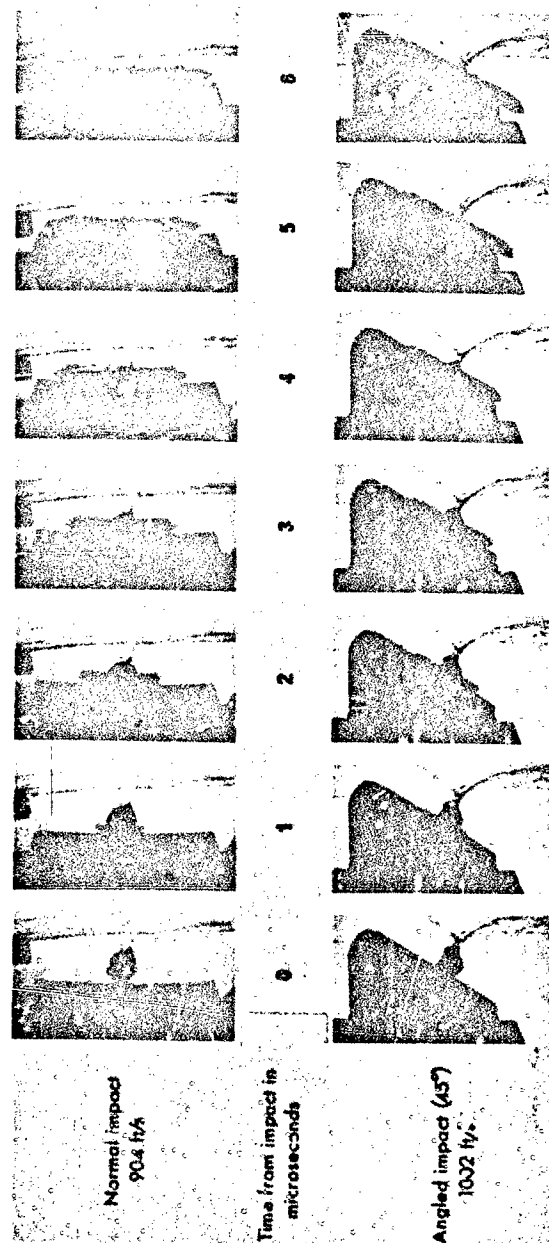 Normal impact
904 ft/s
Time from impact in
microseconds
0
1
2
3
4
5
6
Angled impact (45°)
1002 ft/s